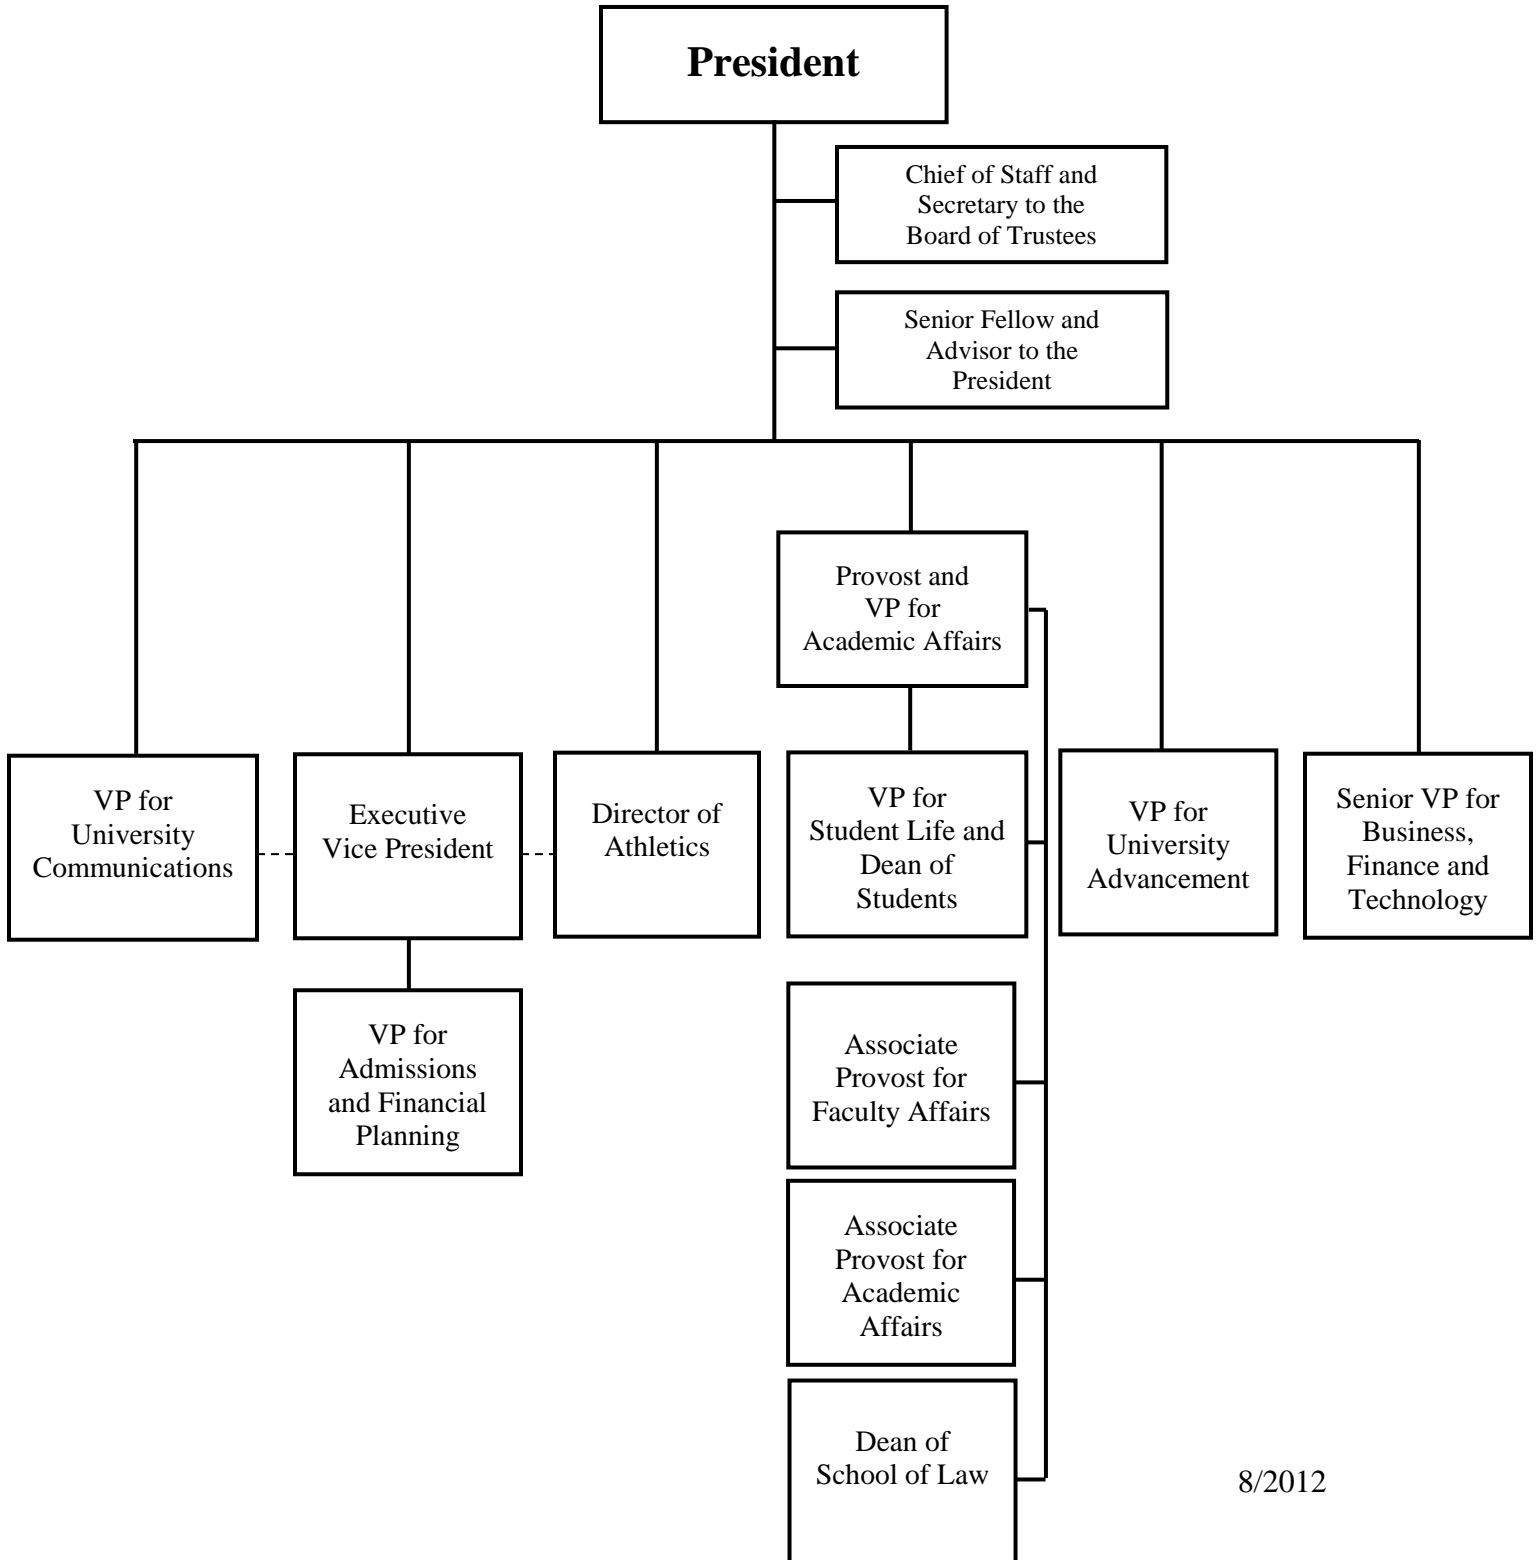 President
Chief of Staff and
Secretary to the
Board of Trustees
Senior Fellow and
Advisor to the
President
Provost and
VP for
Academic Affairs
VP for
University
Communications
Executive
Vice President
Director of
Athletics
VP for
Student Life and
Dean of
Students
VP for
University
Advancement
Senior VP for
Business,
Finance and
Technology
VP for
Admissions
and Financial
Planning
Associate
Provost for
Faculty Affairs
Associate
Provost for
Academic
Affairs
Dean of
School of Law
8/2012